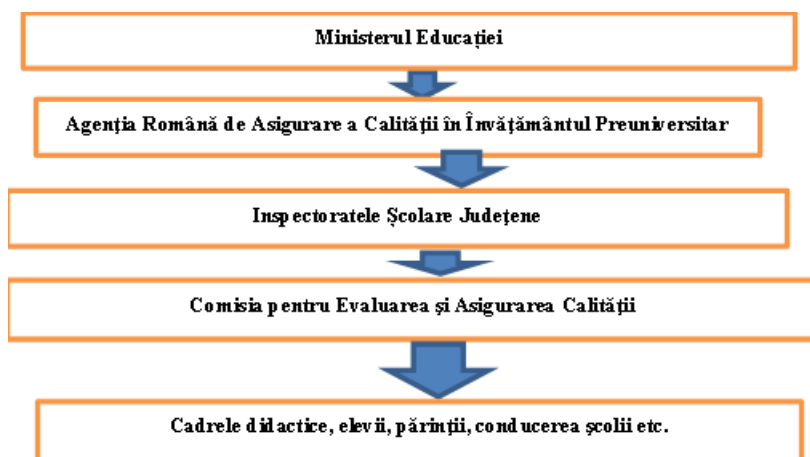 Ministerul Educației
Agenția Română de Asigurare a Calității în Învățământul Preuniversitar
Inspectoratele Școlare Județene
Comisia pentru Evaluarea și Asigurarea Calității
Cadrele didactice, elevii, părinții, conducerea școlii etc.